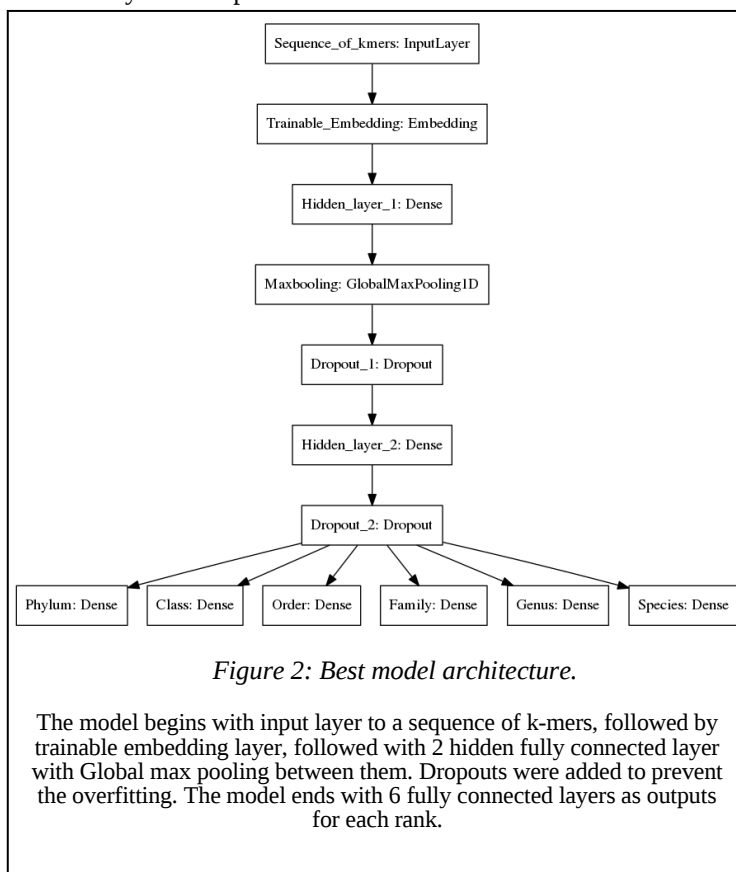 Sequence_of_kmers: InputLayer
Trainable_Embedding: Embedding
Hidden_layer_1: Dense
Maxbooling: GlobalMaxPooling1D
Dropout_1: Dropout
Hidden_layer_2: Dense
Dropout_2: Dropout
Phylum: Dense
Class: Dense
Order: Dense
Family: Dense
Genus: Dense
Species: Dense
Figure 2: Best model architecture.
The model begins with input layer to a sequence of k-mers, followed by
trainable embedding layer, followed with 2 hidden fully connected layer
with Global max pooling between them. Dropouts were added to prevent
the overfitting. The model ends with 6 fully connected layers as outputs
for each rank.